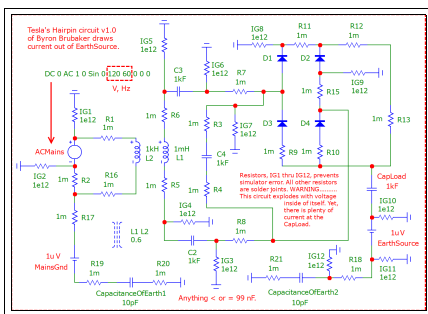 Tesla's Hairpin circuit v1.0
of Byron Brubaker draws
current out of EarthSource.
DC 0 AC 1 0 Sin 0 120 60 0 0 0
V, Hz
IG5
1e12
IG6
1e12
IG8
1e12
R11
1m
R12
1m
C3
1kF
R7
1m
D1
D2
IG9
1e12
IG1
1e12
R1
1m
R6
1m
R3
1m
IG7
1e12
R15
1m
R13
1m
ACMains
1kH
L2
1mH
L1
D3
D4
C4
1kF
IG2
1e12
R2
1m
R16
1m
R5
1m
R4
1m
R9
1m
R10
1m
Resistors, IG1 thru IG12, prevents
simulator error. All other resistors
are solder joints. WARNING........
This circuit explodes with voltage
inside of itself. Yet,
there is plenty of
current at the
CapLoad.
CapLoad
1kF
R17
1m
IG4
1e12
IG10
1e12
L1 L2
0.6
C2
1kF
R8
1m
1u V
EarthSource
1u V
MainsGnd
R19
1m
R20
1m
IG3
1e12
R21
1m
IG12
1e12
R18
1m
IG11
1e12
CapacitanceOfEarth1
10pF
Anything < or = 99 nF.
CapacitanceOfEarth2
10pF